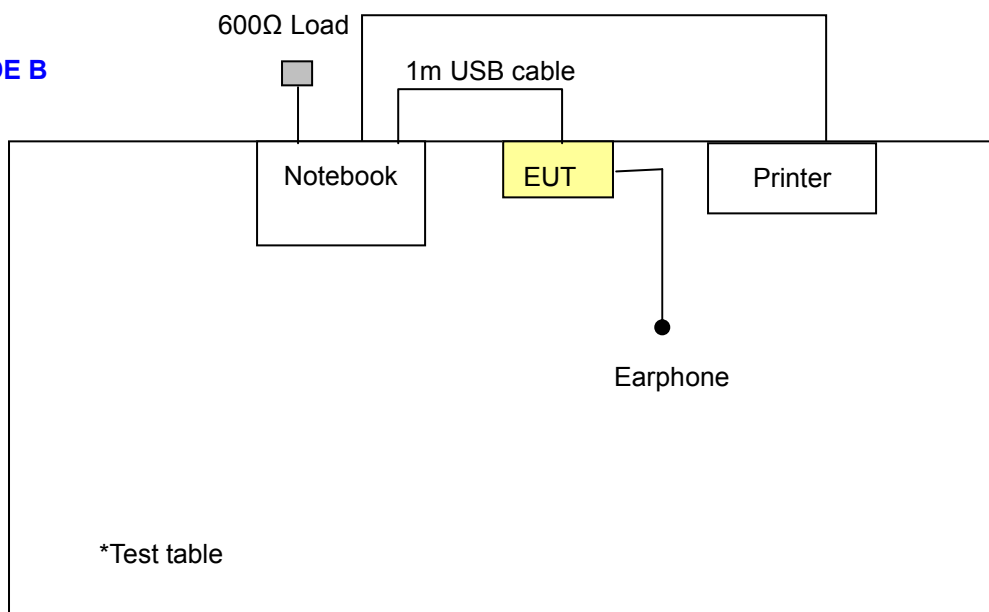 600Ω Load
E B
1m USB cable
Notebook
EUT
Printer
Earphone
*Test table